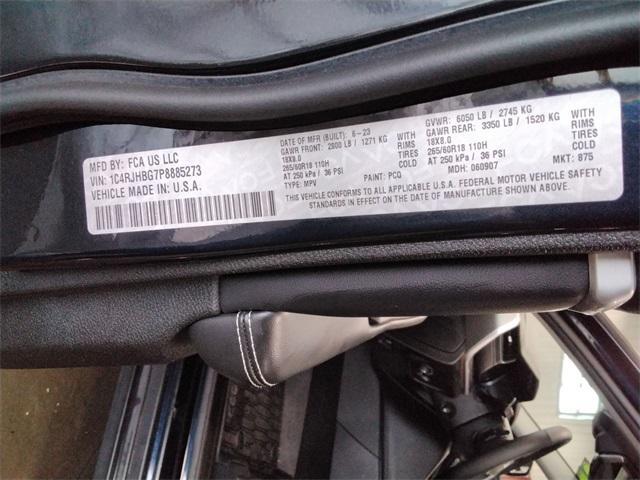 MFD BY: FCA US LLC
VIN: 1C4RJHBG7P8885273
VEHICLE MADE IN: U.S.A.
DATE OF MFR (BUILT): 6-23
GAWR FRONT: 2800 LB / 1271 KG WITH
18X8.0 RIMS
265/60R18 110H TIRES
AT 250 kPa / 36 PSI COLD
TYPE: MPV PAINT: PCQ
GVWR: 6050 LB / 2745 KG
GAWR REAR: 3350 LB / 1520 KG WITH
18X8.0 RIMS
265/60R18 110H TIRES
AT 250 kPa / 36 PSI COLD
MDH: 060907 MKT: 875
THIS VEHICLE CONFORMS TO ALL APPLICABLE U.S.A. FEDERAL MOTOR VEHICLE SAFETY
STANDARDS IN EFFECT ON THE DATE OF MANUFACTURE SHOWN ABOVE.